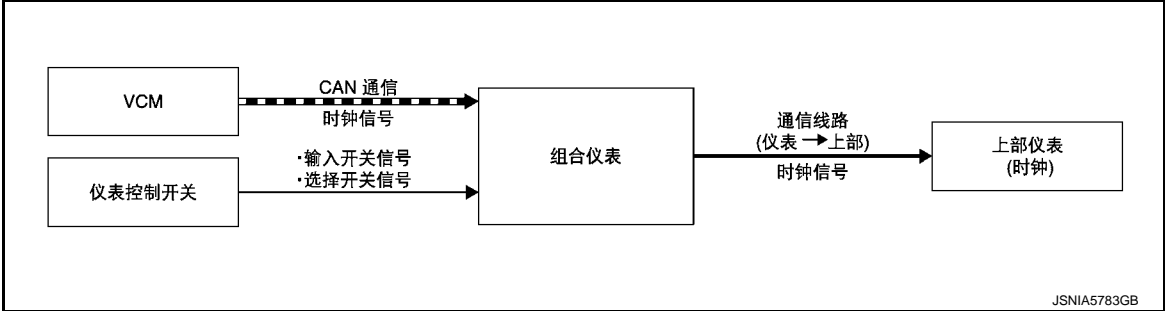 VCM
CAN 通信
时钟信号
仪表控制开关
·输入开关信号
·选择开关信号
组合仪表
通信线路
(仪表 → 上部)
时钟信号
上部仪表
(时钟)
JSNIA5783GB